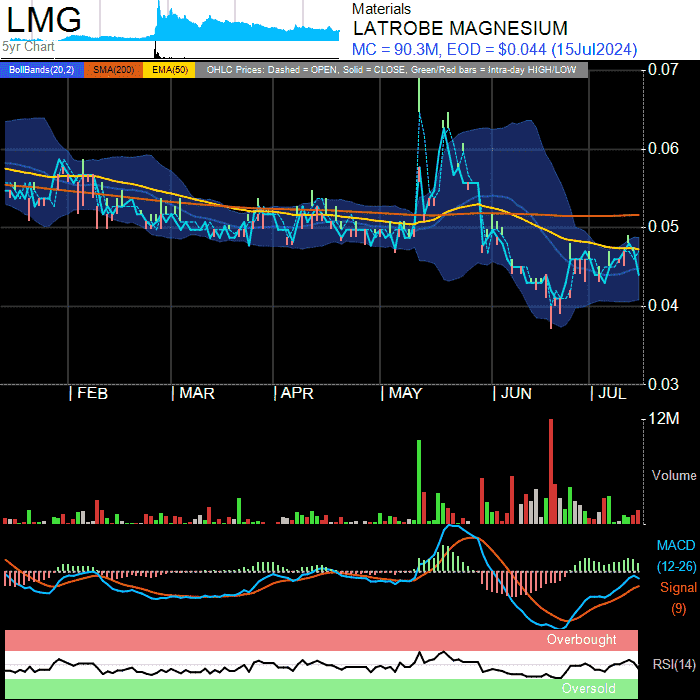 LMG
5yr Chart
Materials
LATROBE MAGNESIUM
MC = 90.3M, EOD = $0.044 (15Jul2024)
BollBands(20,2) SMA(200) EMA(50) OHLC Prices: Dashed = OPEN, Solid = CLOSE, Green/Red bars = Intra-day HIGH/LOW
0.07
0.06
0.05
0.04
0.03
| FEB | MAR | APR | MAY | JUN | JUL
12M
Volume
MACD
(12-26)
Signal
(9)
Overbought
RSI(14)
Oversold